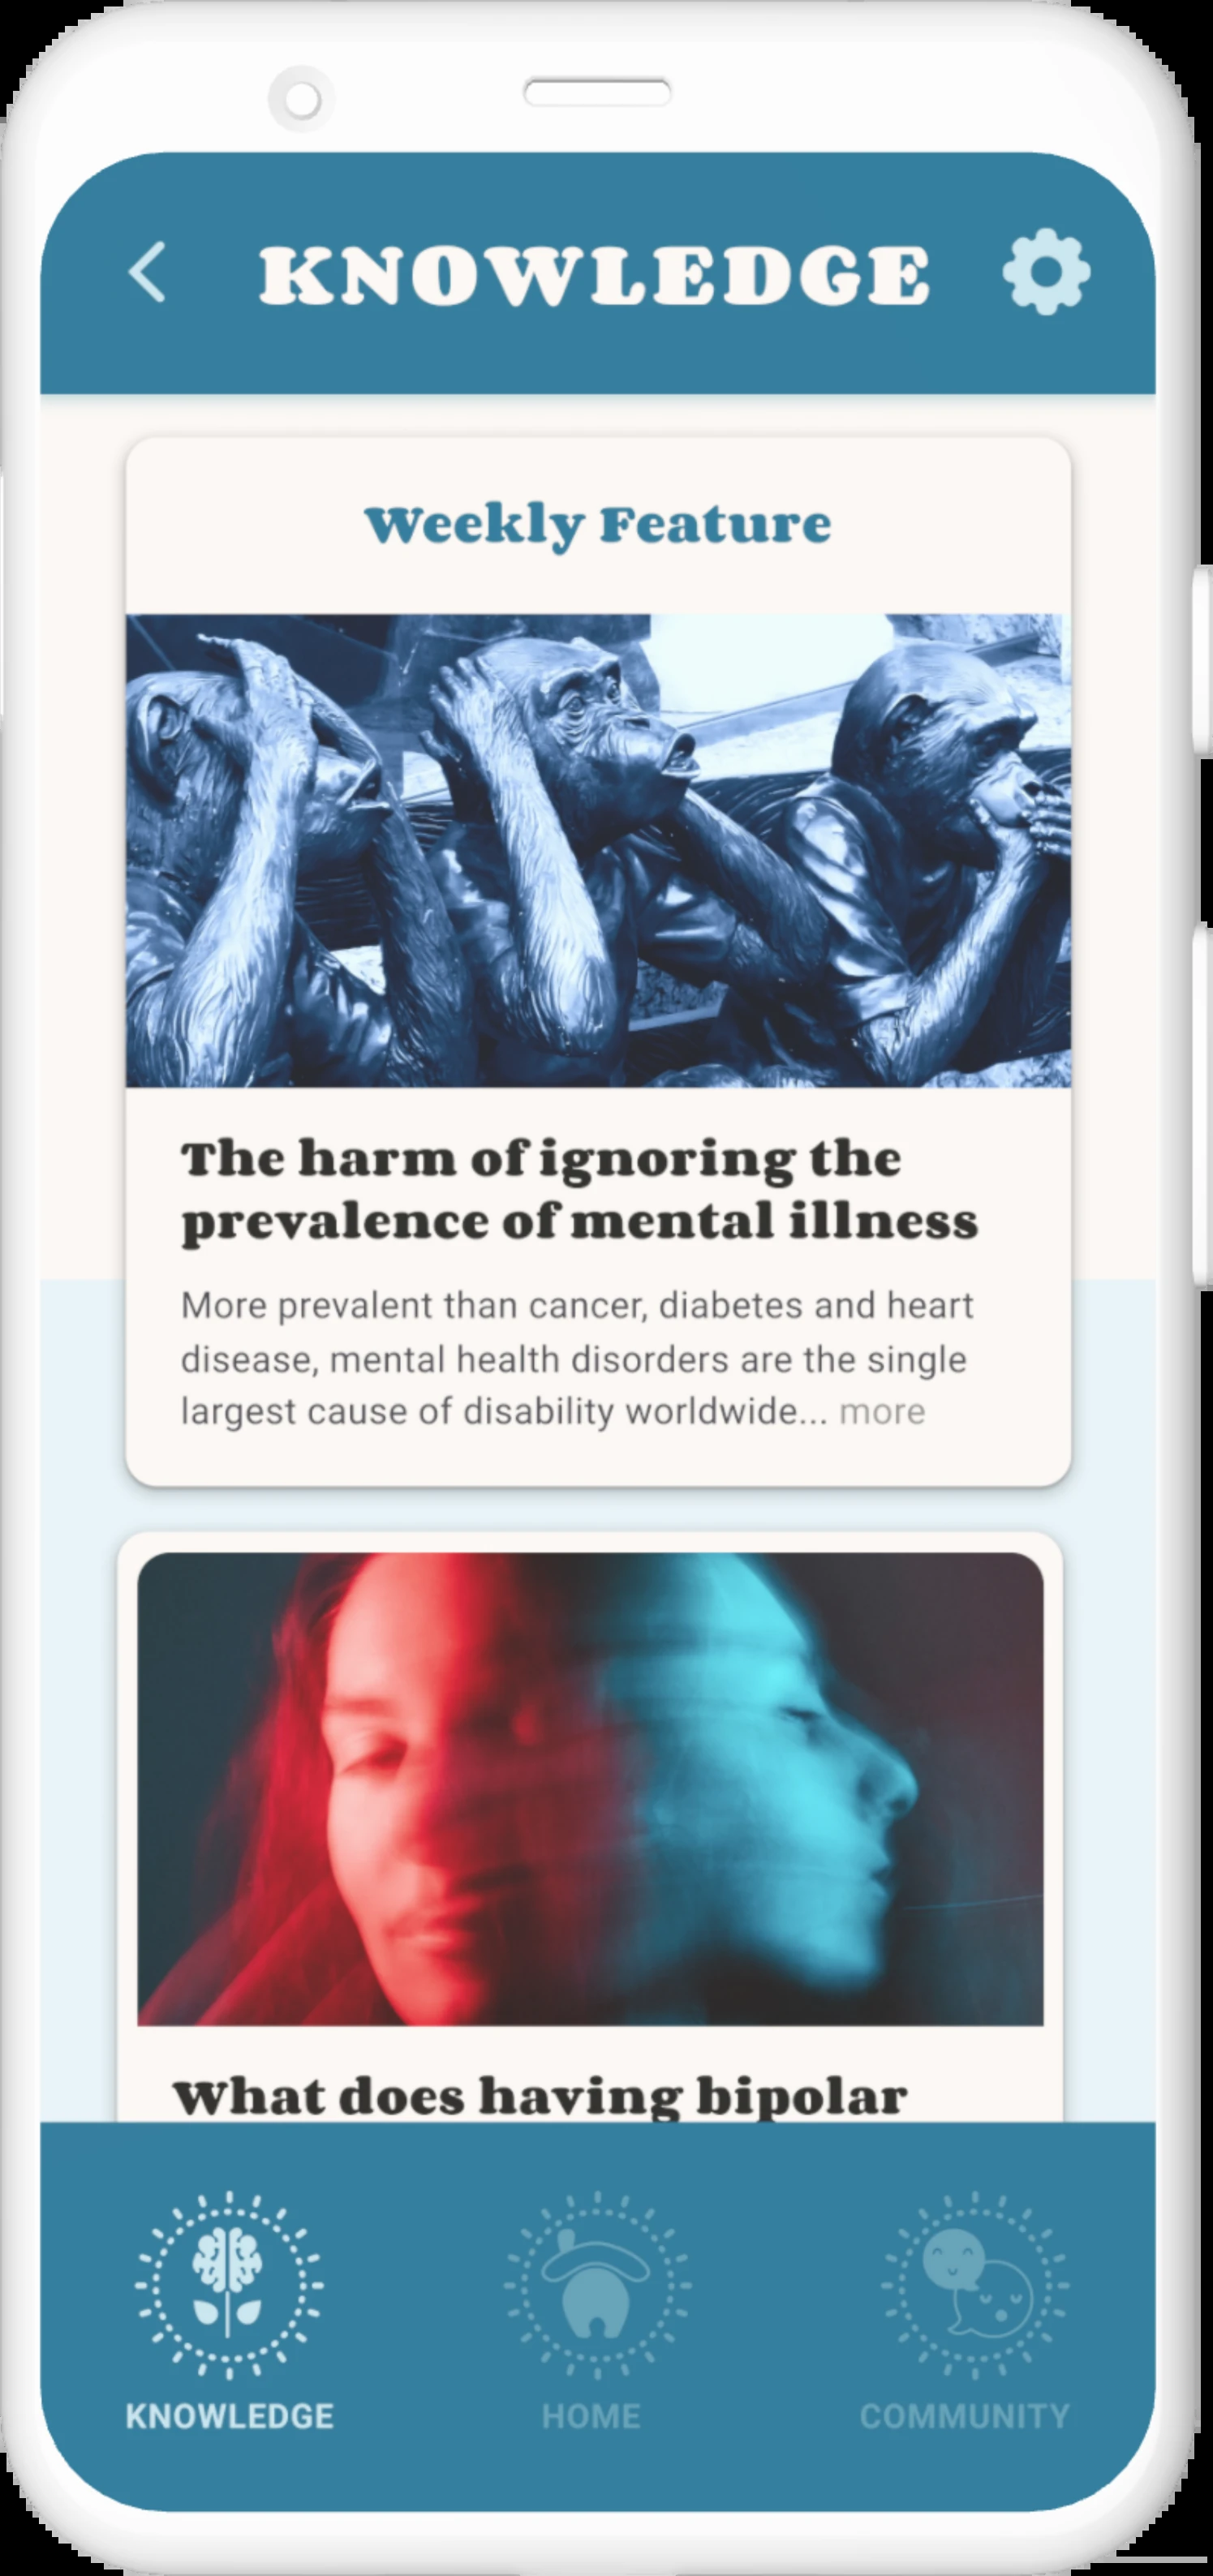 KNOWLEDGE
Weekly Feature
The harm of ignoring the
prevalence of mental illness
More prevalent than cancer, diabetes and heart
disease, mental health disorders are the single
largest cause of disability worldwide... more
What does having bipolar
KNOWLEDGE
HOME
COMMUNITY